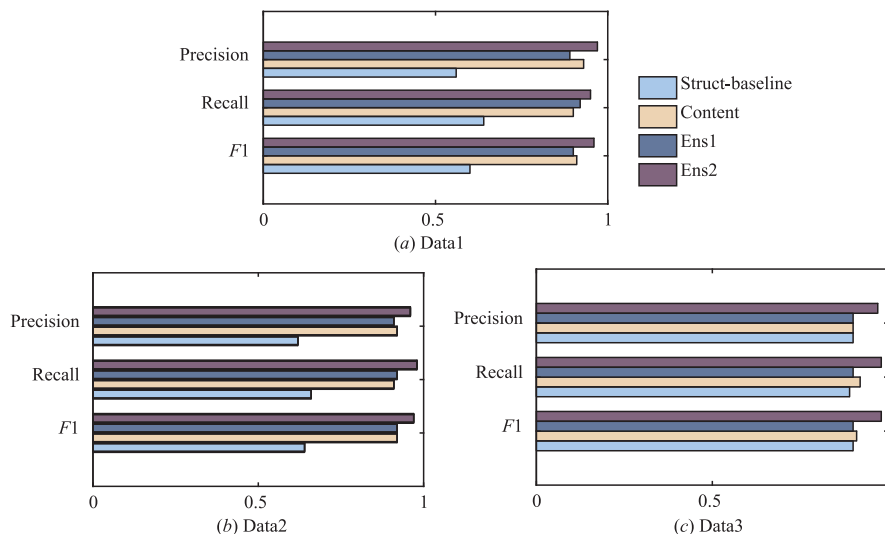 Precision
Recall
F1
0
0.5
1
(a) Data1
Struct-baseline
Content
Ens1
Ens2
Precision
Recall
F1
0
0.5
1
(b) Data2
Precision
Recall
F1
0
0.5
(c) Data3